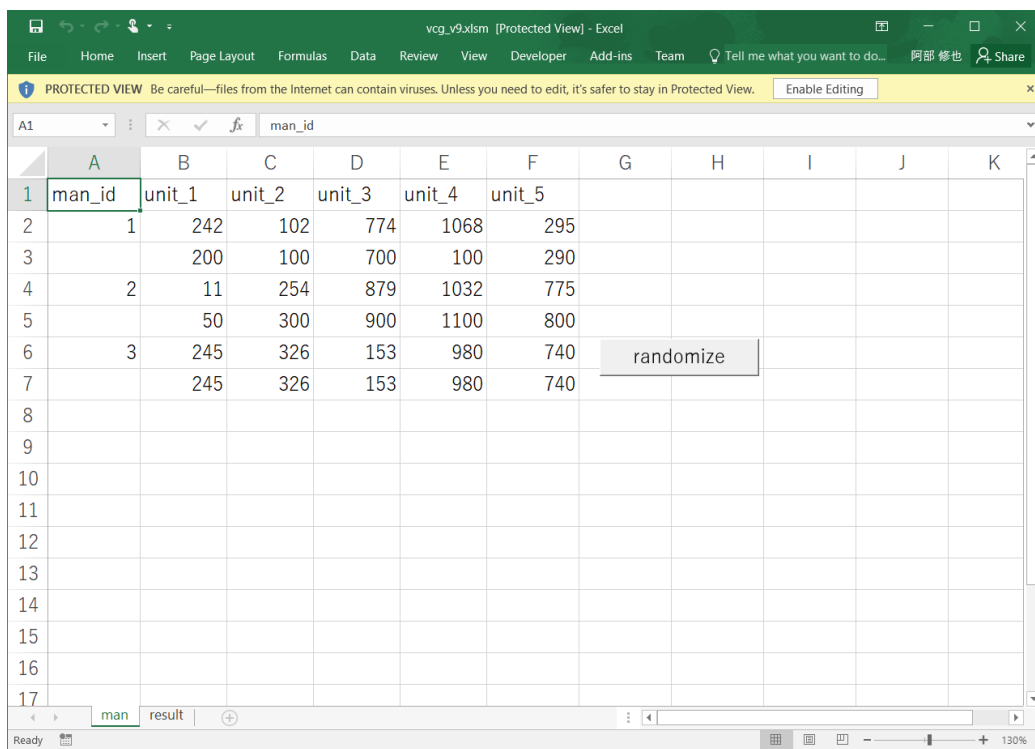 vcg_v9.xlsm [Protected View] - Excel
File Home Insert Page Layout Formulas Data Review View Developer Add-ins Team Tell me what you want to do... 阿部 修也 Share
PROTECTED VIEW Be careful—files from the Internet can contain viruses. Unless you need to edit, it's safer to stay in Protected View. Enable Editing
A1 fx man_id
A B C D E F G H I J K
1 man_id unit_1 unit_2 unit_3 unit_4 unit_5
2 1 242 102 774 1068 295
3 200 100 700 100 290
4 2 11 254 879 1032 775
5 50 300 900 1100 800
6 3 245 326 153 980 740 randomize
7 245 326 153 980 740
8
9
10
11
12
13
14
15
16
17
man result
Ready 130%